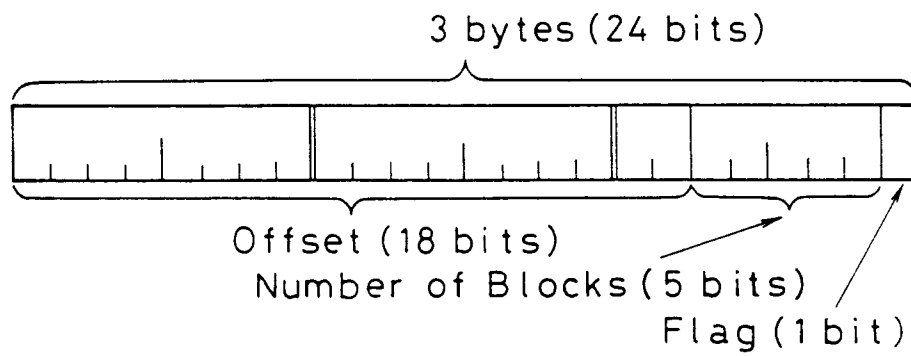 3 bytes (24 bits)
Offset (18 bits)
Number of Blocks (5 bits)
Flag (1 bit)